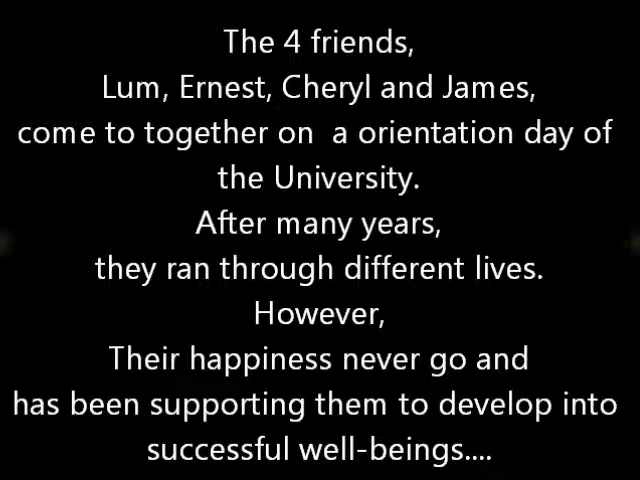 The 4 friends,
Lum, Ernest, Cheryl and James,
come to together on a orientation day of
the University.
After many years,
they ran through different lives.
However,
Their happiness never go and
has been supporting them to develop into
successful well-beings....